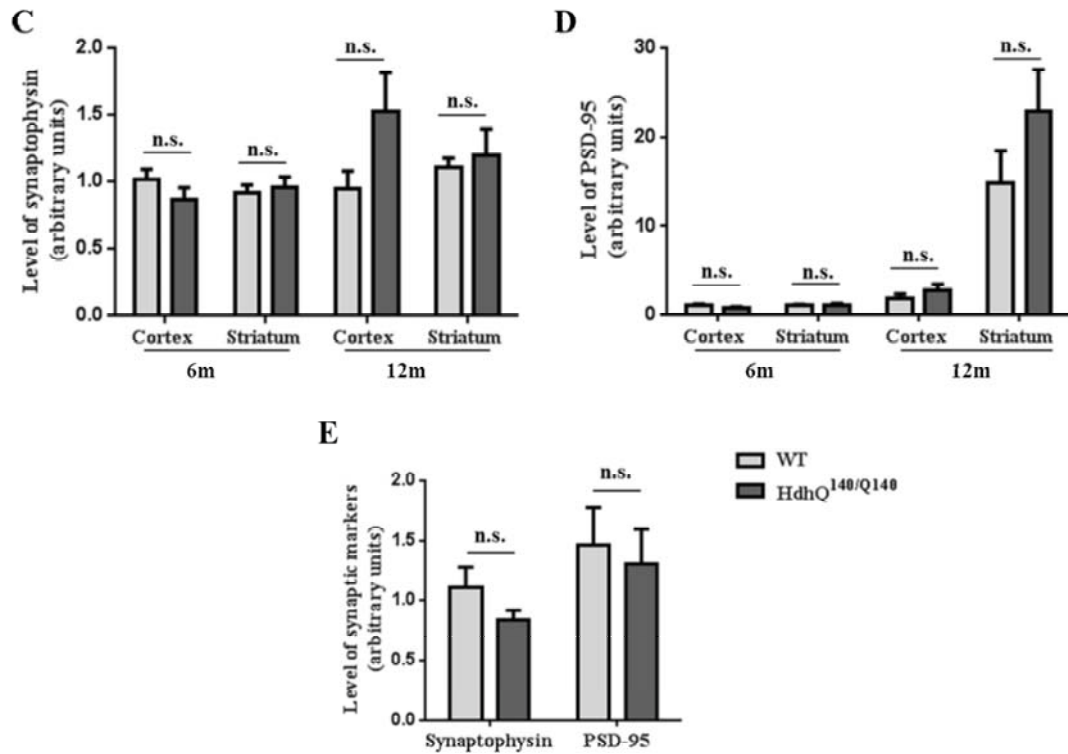 C
Level of synaptophysin
(arbitrary units)
2.0
1.5
1.0
0.5
0.0
n.s.
n.s.
n.s.
n.s.
Cortex
Striatum
Cortex
Striatum
6m
12m
D
Level of PSD-95
(arbitrary units)
30
20
10
0
n.s.
n.s.
n.s.
n.s.
Cortex
Striatum
Cortex
Striatum
6m
12m
E
Level of synaptic markers
(arbitrary units)
2.0
1.5
1.0
0.5
0.0
n.s.
n.s.
Synaptophysin
PSD-95
WT
HdhQ140/Q140